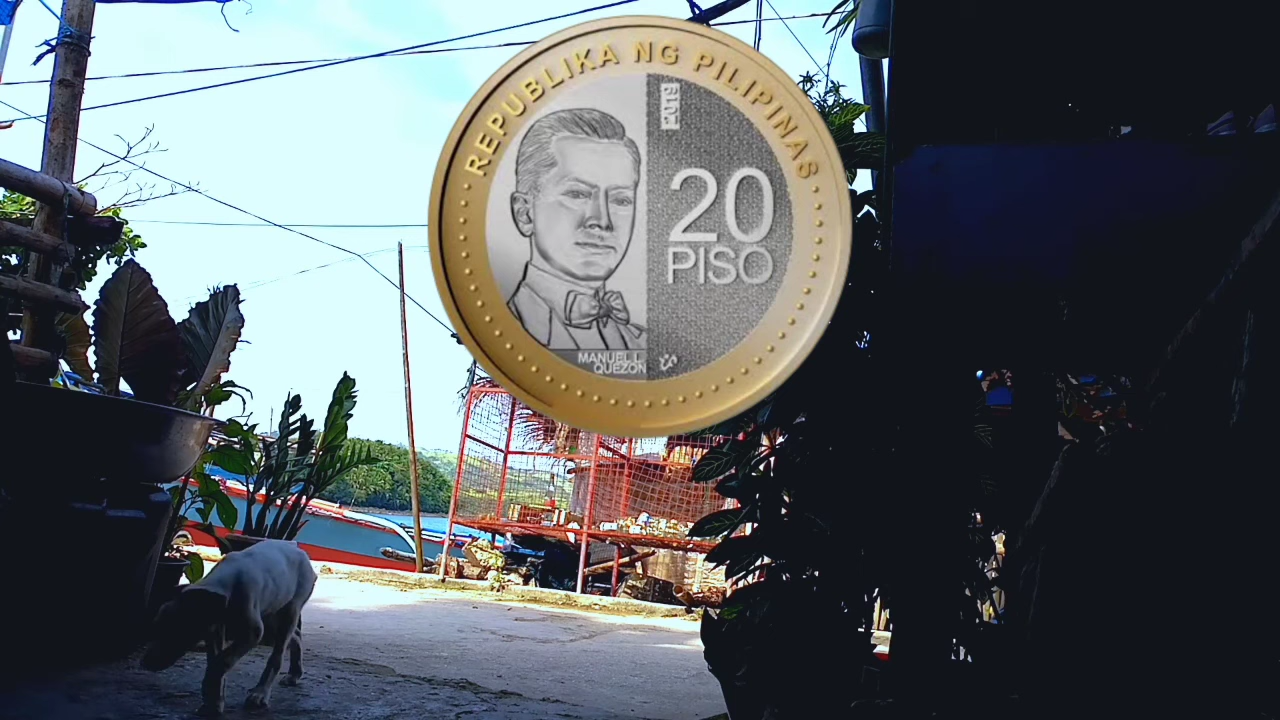 REPUBLIKA NG PILIPINAS
2019
20
PISO
MANUEL L.
QUEZON